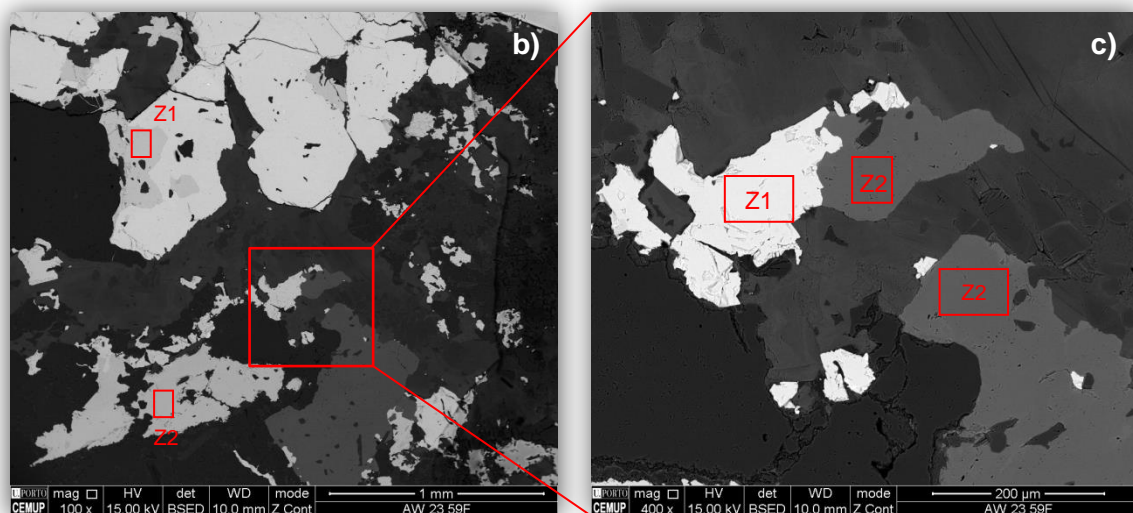 b)
Z1
Z2
U.PORTO
CEMUP
mag HV det WD mode
100 x 15.00 kV BSED 10.0 mm Z Cont
1 mm
AW 23.59F
c)
Z1
Z2
Z2
U.PORTO
CEMUP
mag HV det WD mode
400 x 15.00 kV BSED 10.0 mm Z Cont
200 µm
AW 23.59F